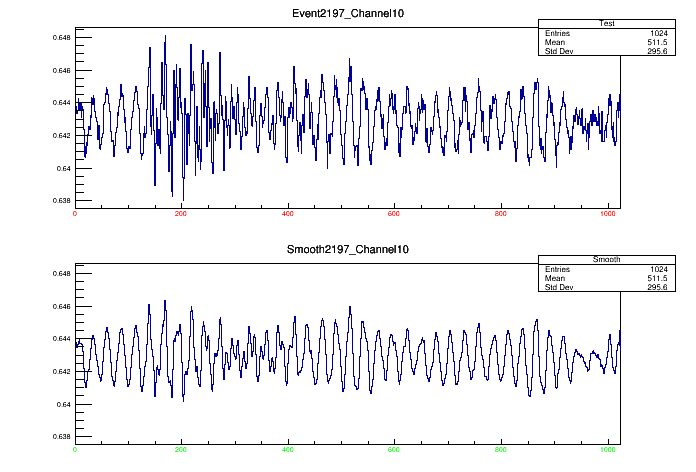 Event2197_Channel10
Test
Entries 1024
Mean 511.5
Std Dev 295.6
0.648
0.646
0.644
0.642
0.64
0.638
0 200 400 600 800 1000
Smooth2197_Channel10
Smooth
Entries 1024
Mean 511.5
Std Dev 295.6
0.648
0.646
0.644
0.642
0.64
0.638
0 200 400 600 800 1000